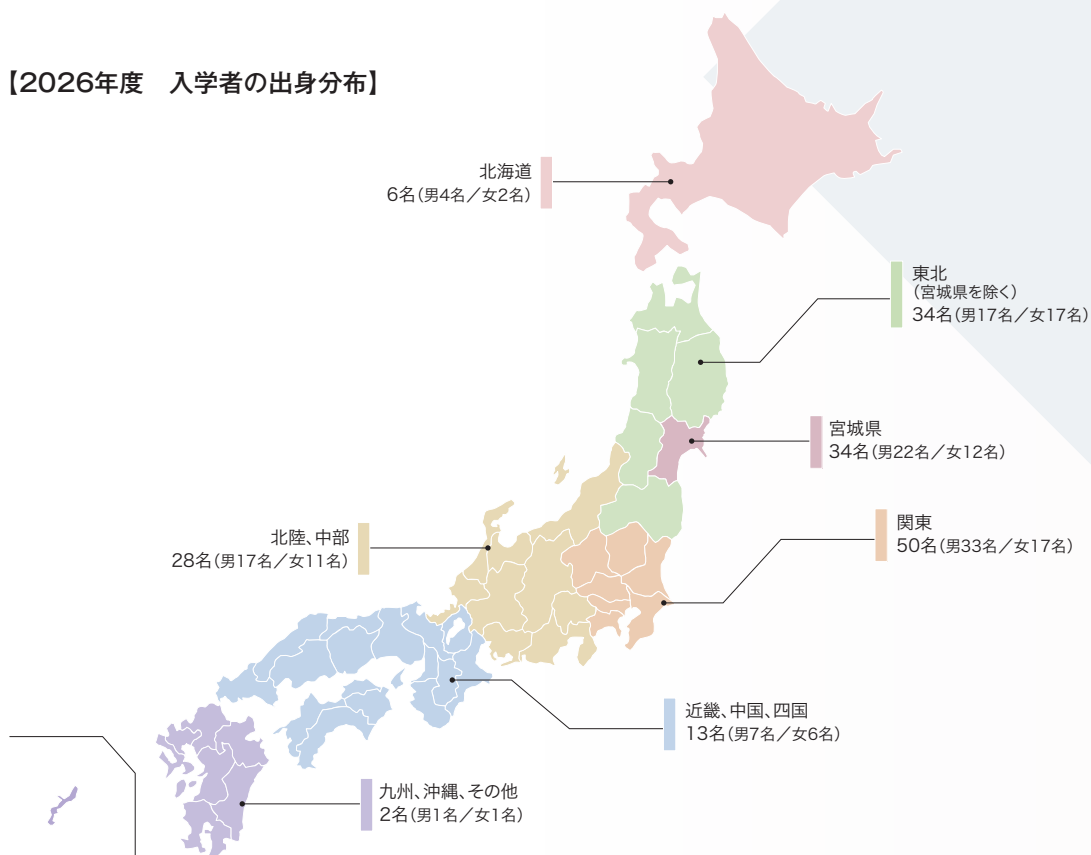 【2026年度　入学者の出身分布】
北海道
6名(男4名／女2名)
東北
(宮城県を除く)
34名(男17名／女17名)
宮城県
34名(男22名／女12名)
関東
50名(男33名／女17名)
北陸、中部
28名(男17名／女11名)
近畿、中国、四国
13名(男7名／女6名)
九州、沖縄、その他
2名(男1名／女1名)